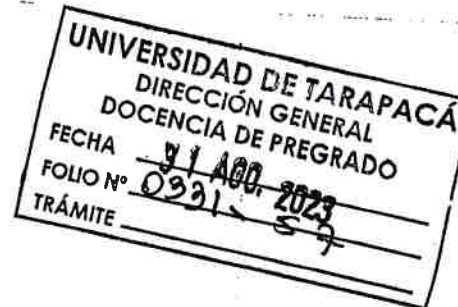 UNIVERSIDAD DE TARAPACÁ
DIRECCIÓN GENERAL
DOCENCIA DE PREGRADO
FECHA 31 AGO. 2023
FOLIO Nº 0331
TRÁMITE